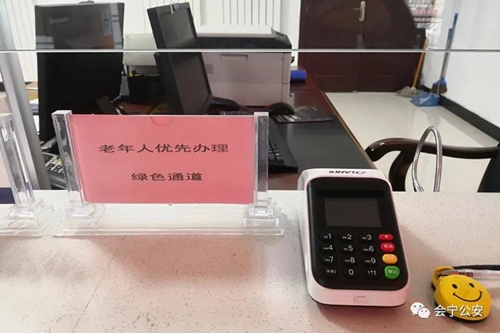 老年人优先办理
绿色通道
会宁公安